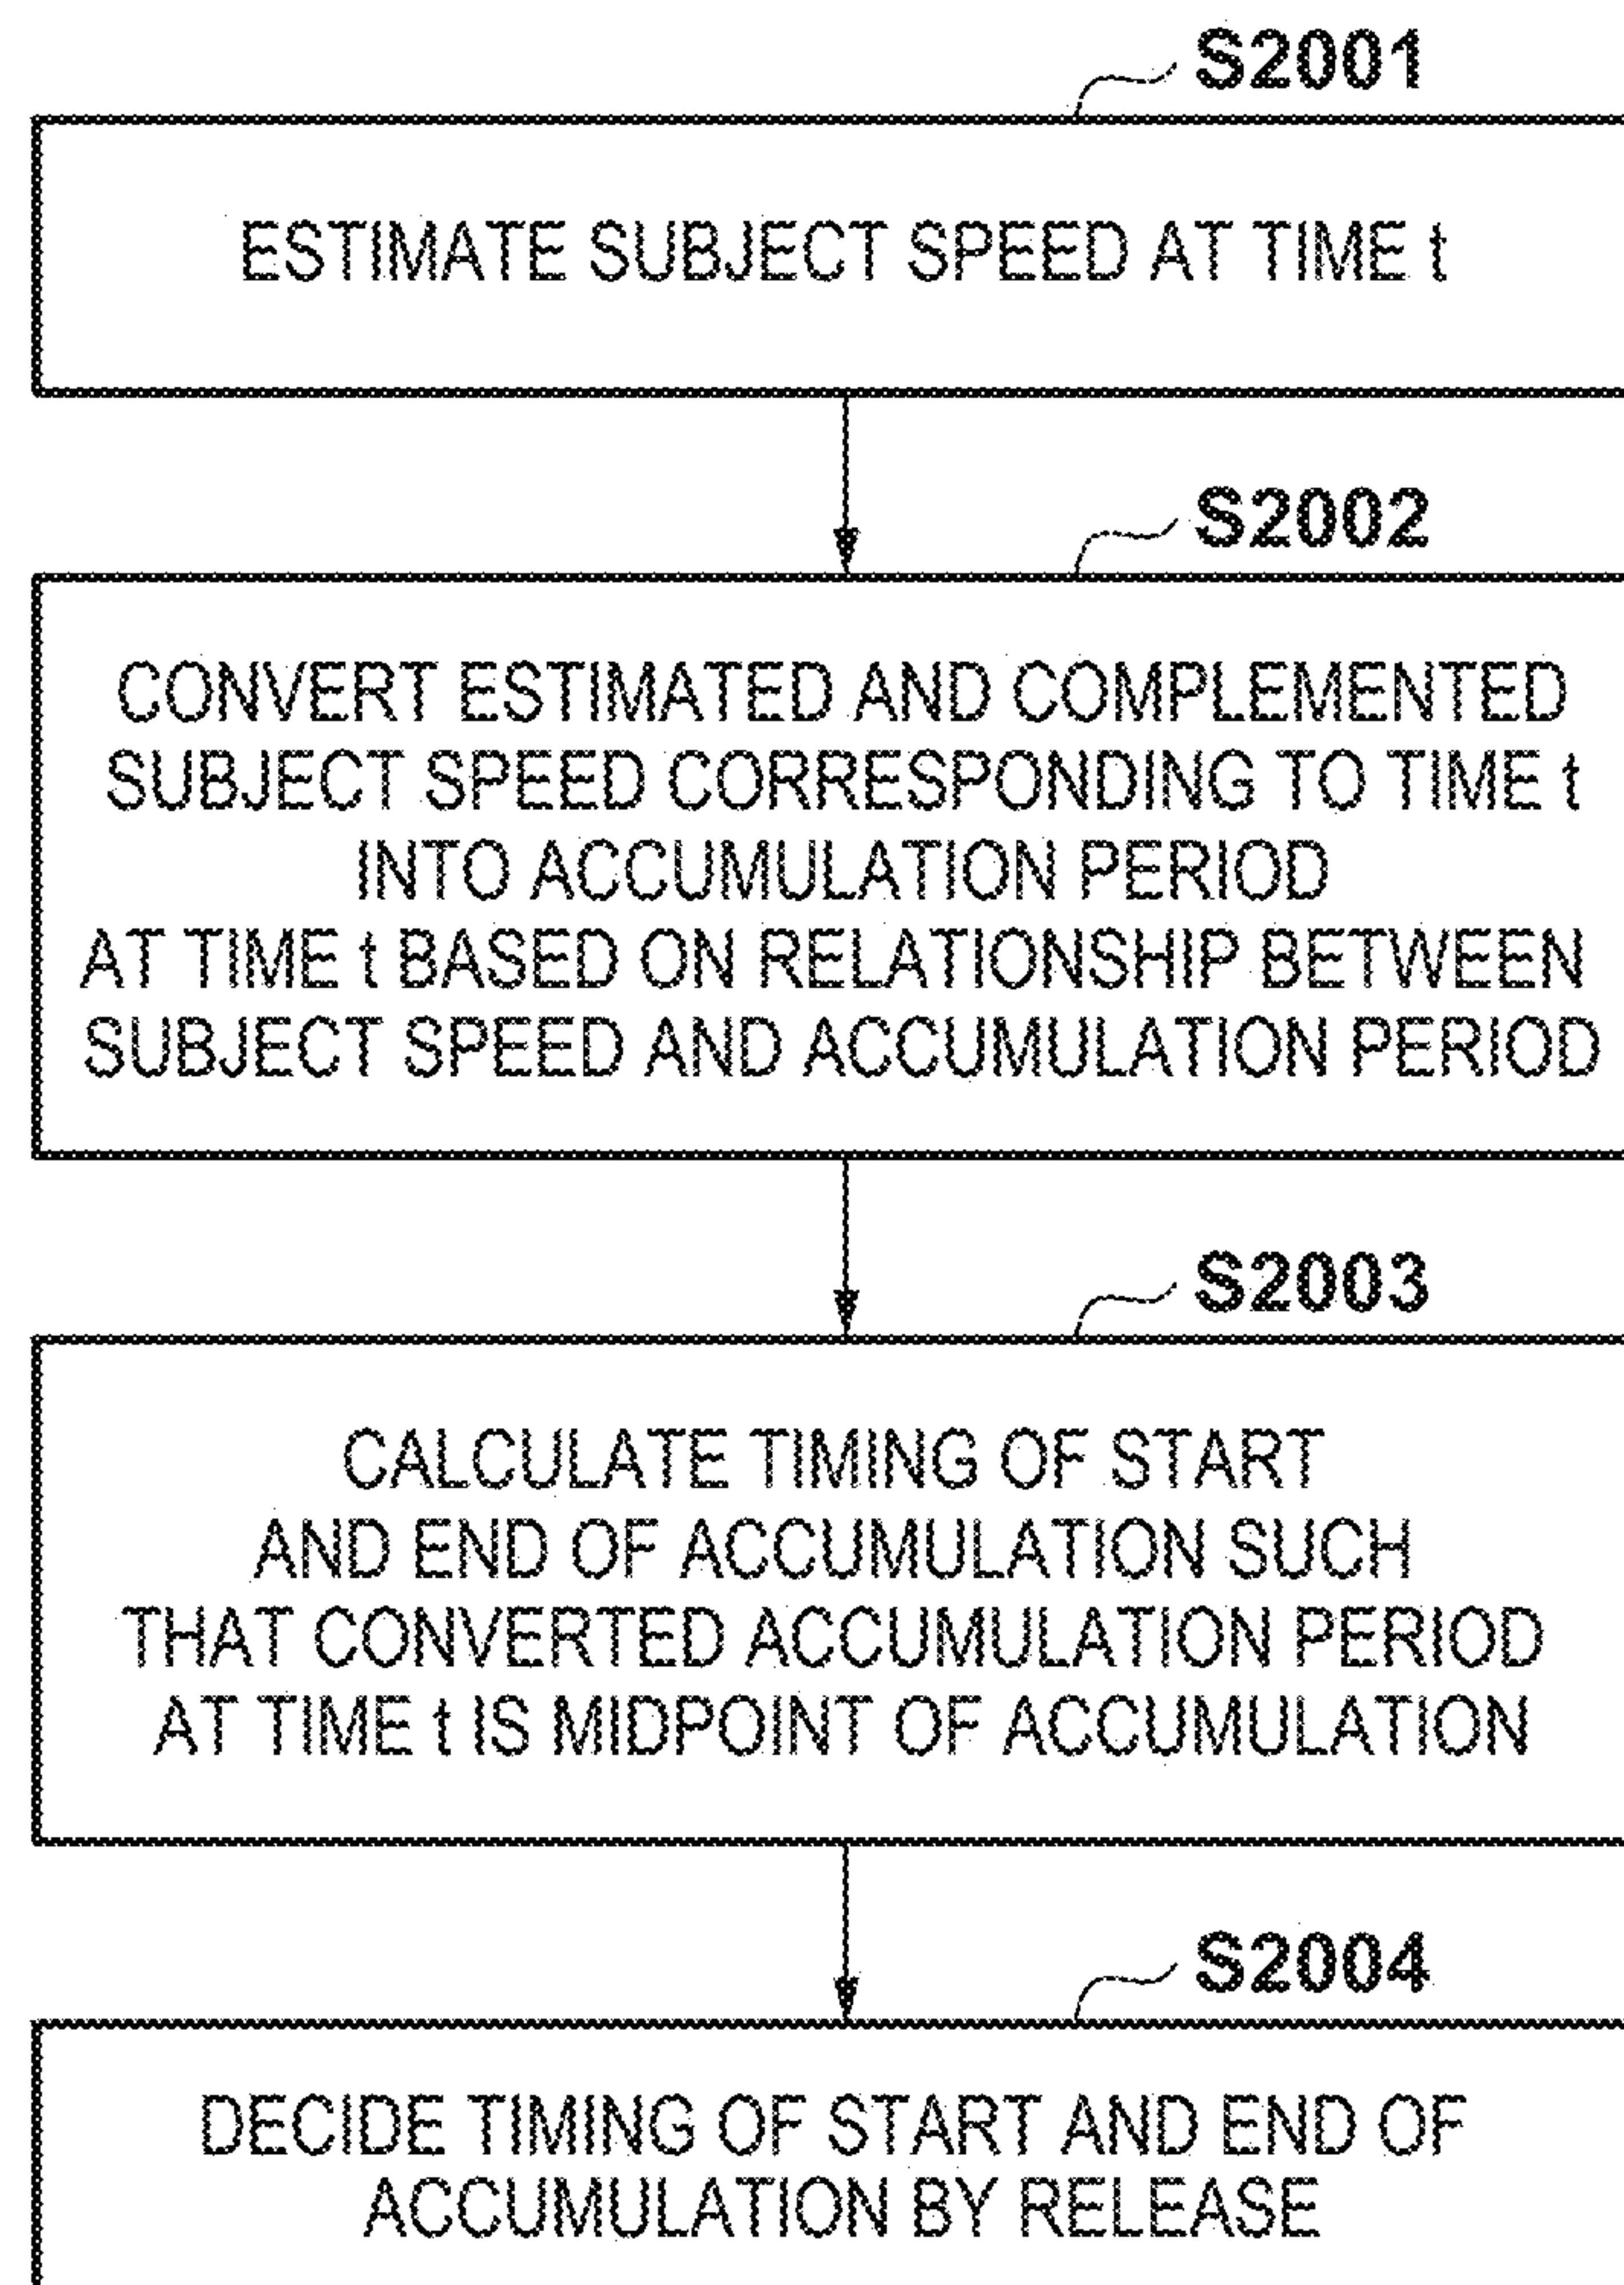 S2001
ESTIMATE SUBJECT SPEED AT TIME t
S2002
CONVERT ESTIMATED AND COMPLEMENTED
SUBJECT SPEED CORRESPONDING TO TIME t
INTO ACCUMULATION PERIOD
AT TIME t BASED ON RELATIONSHIP BETWEEN
SUBJECT SPEED AND ACCUMULATION PERIOD
S2003
CALCULATE TIMING OF START
AND END OF ACCUMULATION SUCH
THAT CONVERTED ACCUMULATION PERIOD
AT TIME t IS MIDPOINT OF ACCUMULATION
S2004
DECIDE TIMING OF START AND END OF
ACCUMULATION BY RELEASE